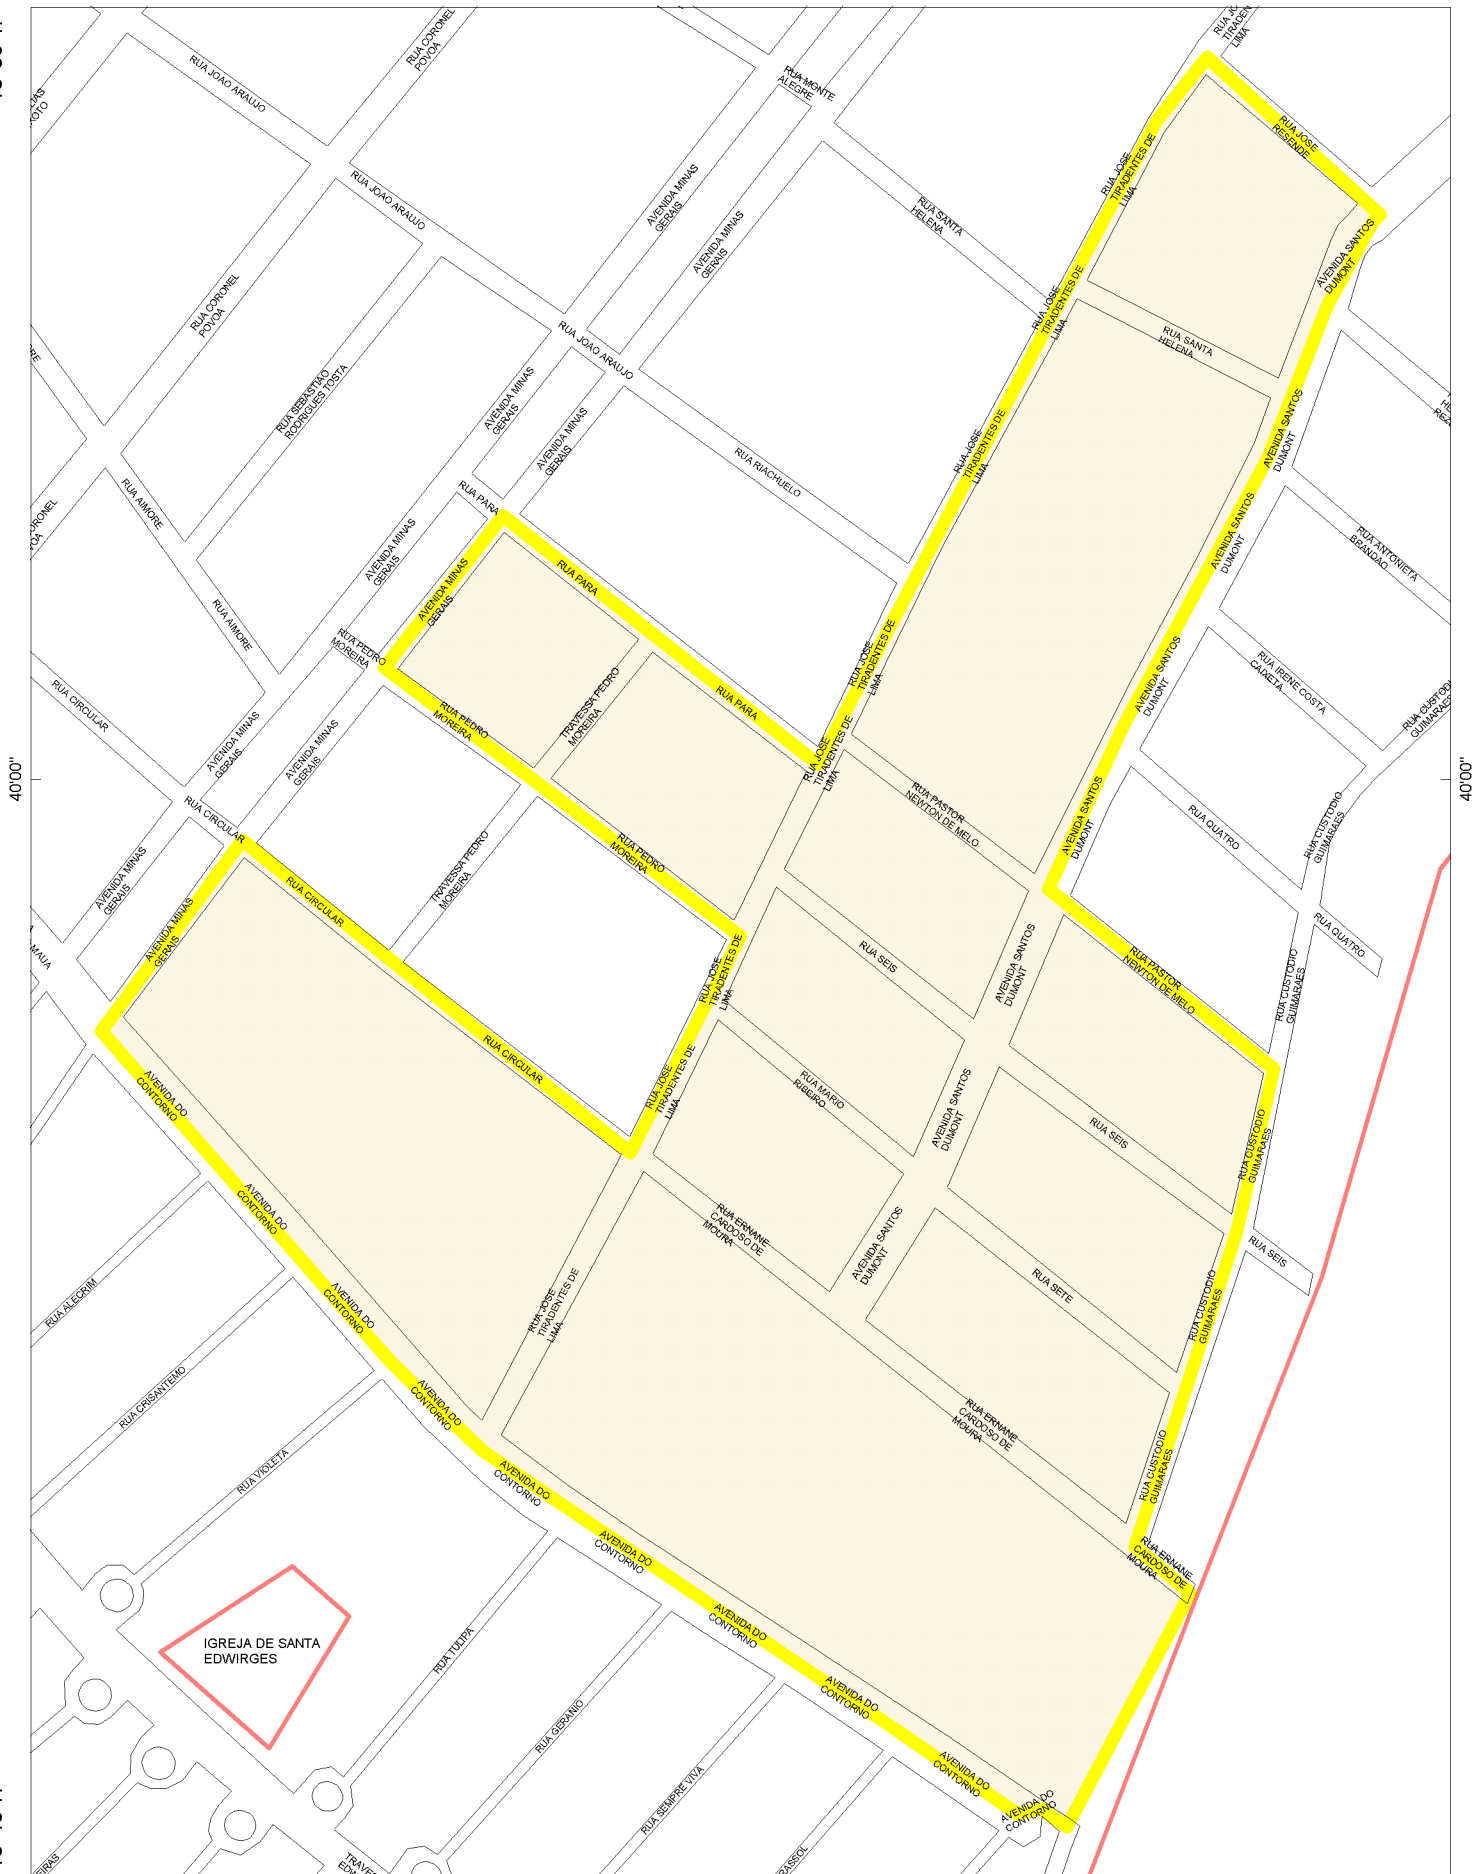 RUA JOAO ARAUJO
RUA CORONEL
POVOA
RUA MONTE
ALEGRE
TIRADEN
LIMA
RUA JOSE
RESENDE
RUA JOAO ARAUJO
AVENIDA MINAS
GERAIS
AVENIDA MINAS
GERAIS
RUA SANTA
HELENA
RUA JOSE
TIRADENTES DE
LIMA
AVENIDA SANTOS
DUMONT
RUA CORONEL
POVOA
RUA SEBASTIAO
RODRIGUES TOSTA
RUA JOAO ARAUJO
RUA JOSE
TIRADENTES DE
LIMA
RUA SANTA
HELENA
AVENIDA MINAS
GERAIS
AVENIDA MINAS
GERAIS
RUA RIACHUELO
RUA JOSE
TIRADENTES DE
LIMA
AVENIDA SANTOS
DUMONT
RUA AIMORE
RUA PARA
AVENIDA MINAS
GERAIS
AVENIDA SANTOS
DUMONT
RUA ANTONIETA
BRANDAO
AVENIDA MINAS
GERAIS
RUA PARA
RUA AIMORE
RUA PEDRO
MOREIRA
RUA JOSE
TIRADENTES DE
LIMA
AVENIDA SANTOS
DUMONT
RUA IRENE COSTA
CAIXETA
RUA CUSTODI
GUIMARAES
RUA CIRCULAR
AVENIDA MINAS
GERAIS
AVENIDA MINAS
GERAIS
RUA PEDRO
MOREIRA
TRAVESSA PEDRO
MOREIRA
RUA PARA
RUA JOSE
TIRADENTES DE
LIMA
40'00"
40'00"
RUA PASTOR
NEWTON DE MELO
AVENIDA SANTOS
DUMONT
RUA QUATRO
RUA CUSTODIO
GUIMARAES
RUA CIRCULAR
AVENIDA MINAS
GERAIS
TRAVESSA PEDRO
MOREIRA
RUA PEDRO
MOREIRA
RUA CIRCULAR
AVENIDA MINAS
GERAIS
MAUA
RUA SEIS
AVENIDA SANTOS
DUMONT
RUA PASTOR
NEWTON DE MELO
RUA QUATRO
RUA CUSTODIO
GUIMARAES
RUA JOSE
TIRADENTES DE
LIMA
RUA CIRCULAR
RUA JOSE
TIRADENTES DE
LIMA
RUA MARIO
RIBEIRO
AVENIDA SANTOS
DUMONT
RUA SEIS
RUA CUSTODIO
GUIMARAES
AVENIDA DO
CONTORNO
AVENIDA DO
CONTORNO
RUA ERNANE
CARDOSO DE
MOURA
AVENIDA SANTOS
DUMONT
RUA SETE
RUA SEIS
RUA CUSTODIO
GUIMARAES
RUA ALECRIM
AVENIDA DO
CONTORNO
RUA JOSE
TIRADENTES DE
LIMA
RUA CRISANTEMO
AVENIDA DO
CONTORNO
RUA ERNANE
CARDOSO DE
MOURA
RUA CUSTODIO
GUIMARAES
RUA VIOLETA
AVENIDA DO
CONTORNO
AVENIDA DO
CONTORNO
RUA ERNANE
CARDOSO DE
MOURA
IGREJA DE SANTA
EDWIRGES
RUA TULIPA
AVENIDA DO
CONTORNO
AVENIDA DO
CONTORNO
RUA GERANIO
AVENIDA DO
CONTORNO
AVENIDA DO
CONTORNO
RUA SEMPRE VIVA